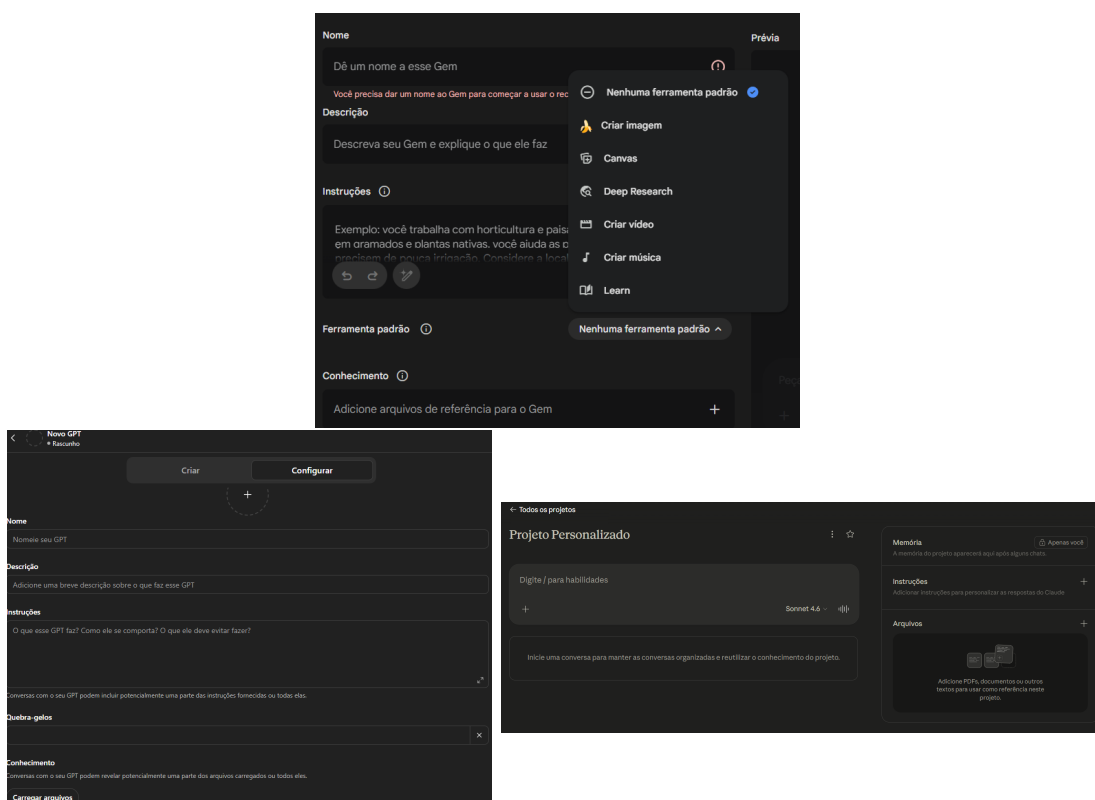 Nome
Prévia
Dê um nome a esse Gem
Você precisa dar um nome ao Gem para começar a usar o rec
Descrição
Descreva seu Gem e explique o que ele faz
Instruções
Exemplo: você trabalha com horticultura e pais
em gramados e plantas nativas. você ajuda as p
precisem de pouca irrigação. Considere a local
Nenhuma ferramenta padrão
Criar imagem
Canvas
Deep Research
Criar vídeo
Criar música
Learn
Ferramenta padrão
Nenhuma ferramenta padrão
Conhecimento
Adicione arquivos de referência para o Gem
Peç
Novo GPT
Rascunho
Criar
Configurar
Nome
Nomeie seu GPT
Descrição
Adicione uma breve descrição sobre o que faz esse GPT
Instruções
O que esse GPT faz? Como ele se comporta? O que ele deve evitar fazer?
Conversas com o seu GPT podem incluir potencialmente uma parte das instruções fornecidas ou todas elas.
Quebra-gelos
Conhecimento
Conversas com o seu GPT podem revelar potencialmente uma parte dos arquivos carregados ou todos eles.
Carregar arquivos
← Todos os projetos
Projeto Personalizado
Digite / para habilidades
Sonnet 4.6
Inicie uma conversa para manter as conversas organizadas e reutilizar o conhecimento do projeto.
Memória
Apenas você
A memória do projeto aparecerá aqui após alguns chats.
Instruções
Adicionar instruções para personalizar as respostas do Claude
Arquivos
Adicione PDFs, documentos ou outros
textos para usar como referência neste
projeto.